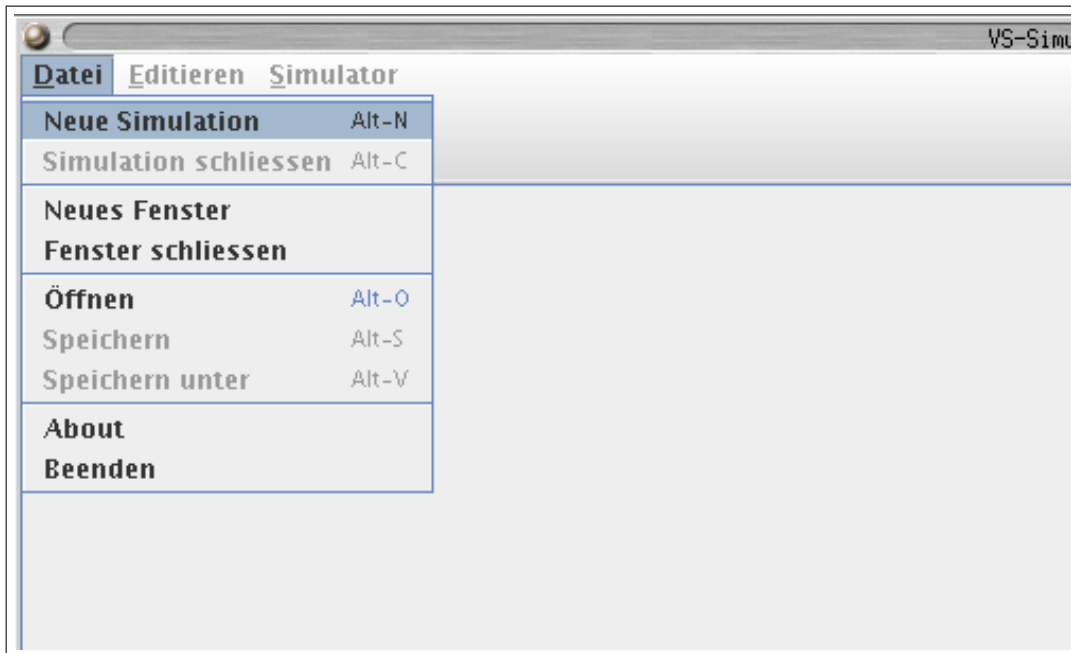 VS-Simu
Datei Editieren Simulator
Neue Simulation Alt-N
Simulation schliessen Alt-C
Neues Fenster
Fenster schliessen
Öffnen Alt-O
Speichern Alt-S
Speichern unter Alt-V
About
Beenden